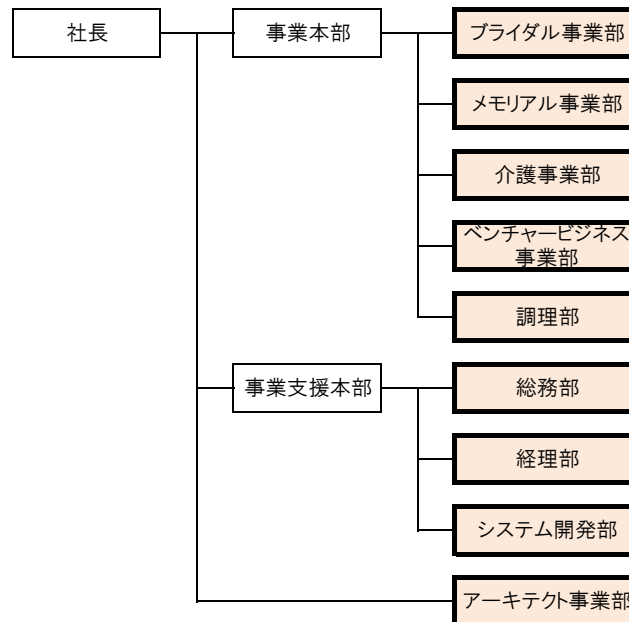 社長
事業本部
ブライダル事業部
メモリアル事業部
介護事業部
ベンチャービジネス
事業部
調理部
事業支援本部
総務部
経理部
システム開発部
アーキテクト事業部